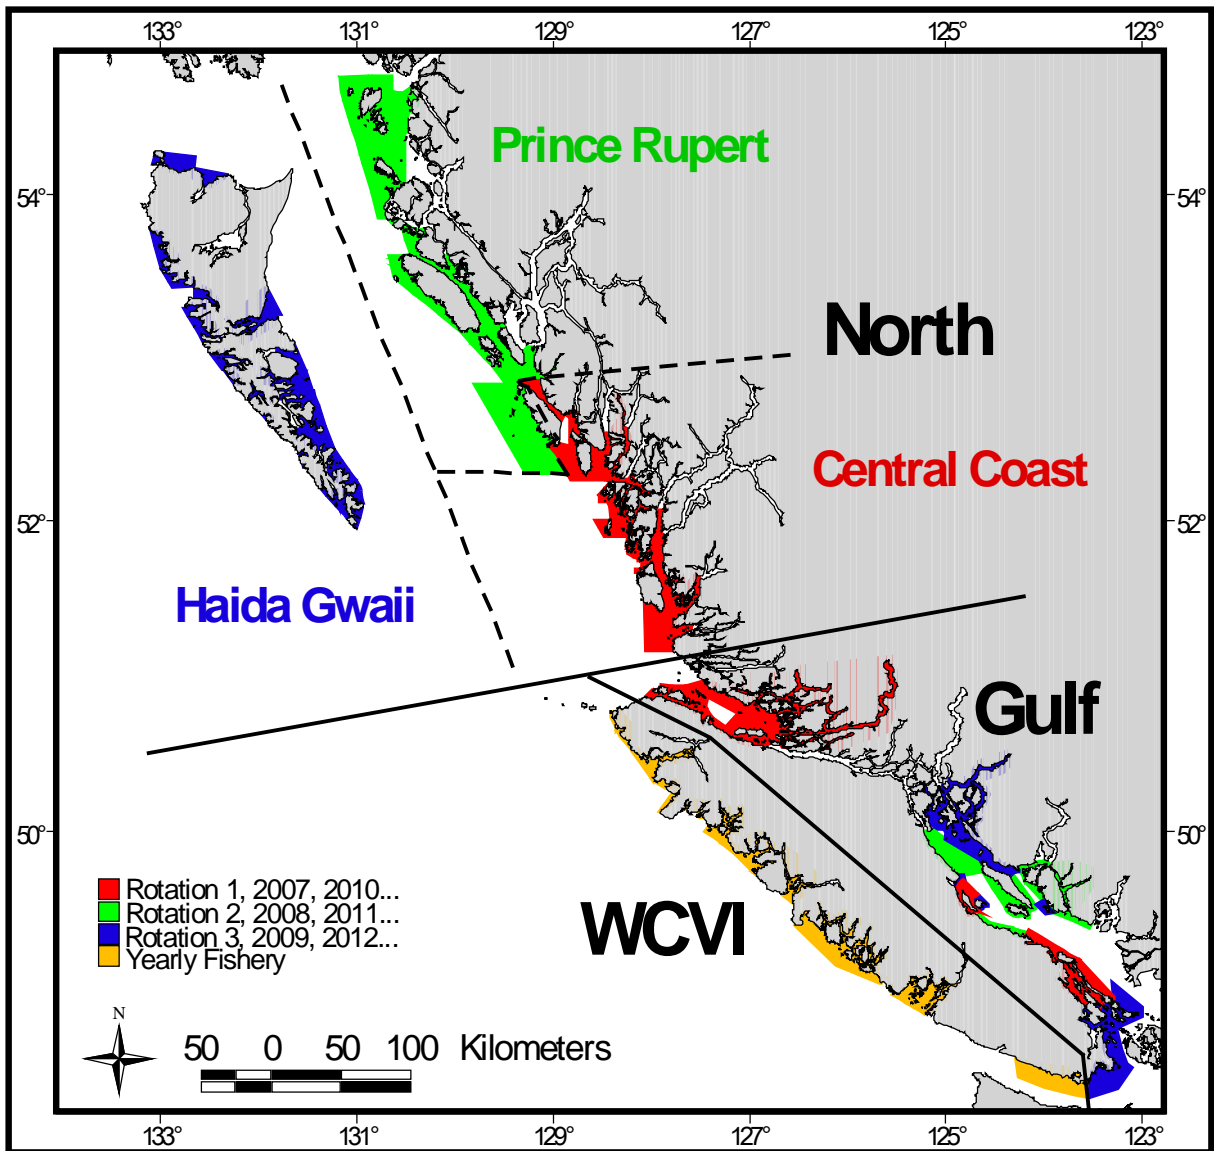 133° 131° 129° 127° 125° 123°
Prince Rupert
54° 54°
North
Central Coast
52° 52°
Haida Gwaii
Gulf
50° 50°
Rotation 1, 2007, 2010...
Rotation 2, 2008, 2011...
Rotation 3, 2009, 2012...
Yearly Fishery
WCVI
N
50 0 50 100 Kilometers
133° 131° 129° 127° 125° 123°